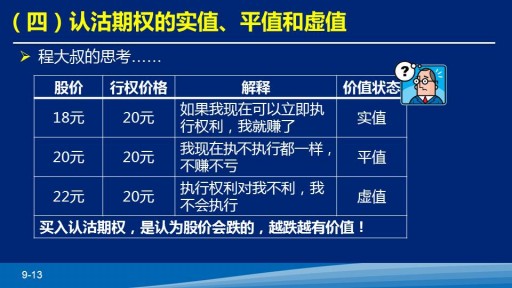 （四）认沽期权的实值、平值和虚值
➢ 程大叔的思考……
股价 行权价格 解释 价值状态
?
18元 20元 如果我现在可以立即执行权利，我就赚了 实值
20元 20元 我现在执不执行都一样，不赚不亏 平值
22元 20元 执行权利对我不利，我不会执行 虚值
买入认沽期权，是认为股价会跌的，越跌越有价值！
9-13